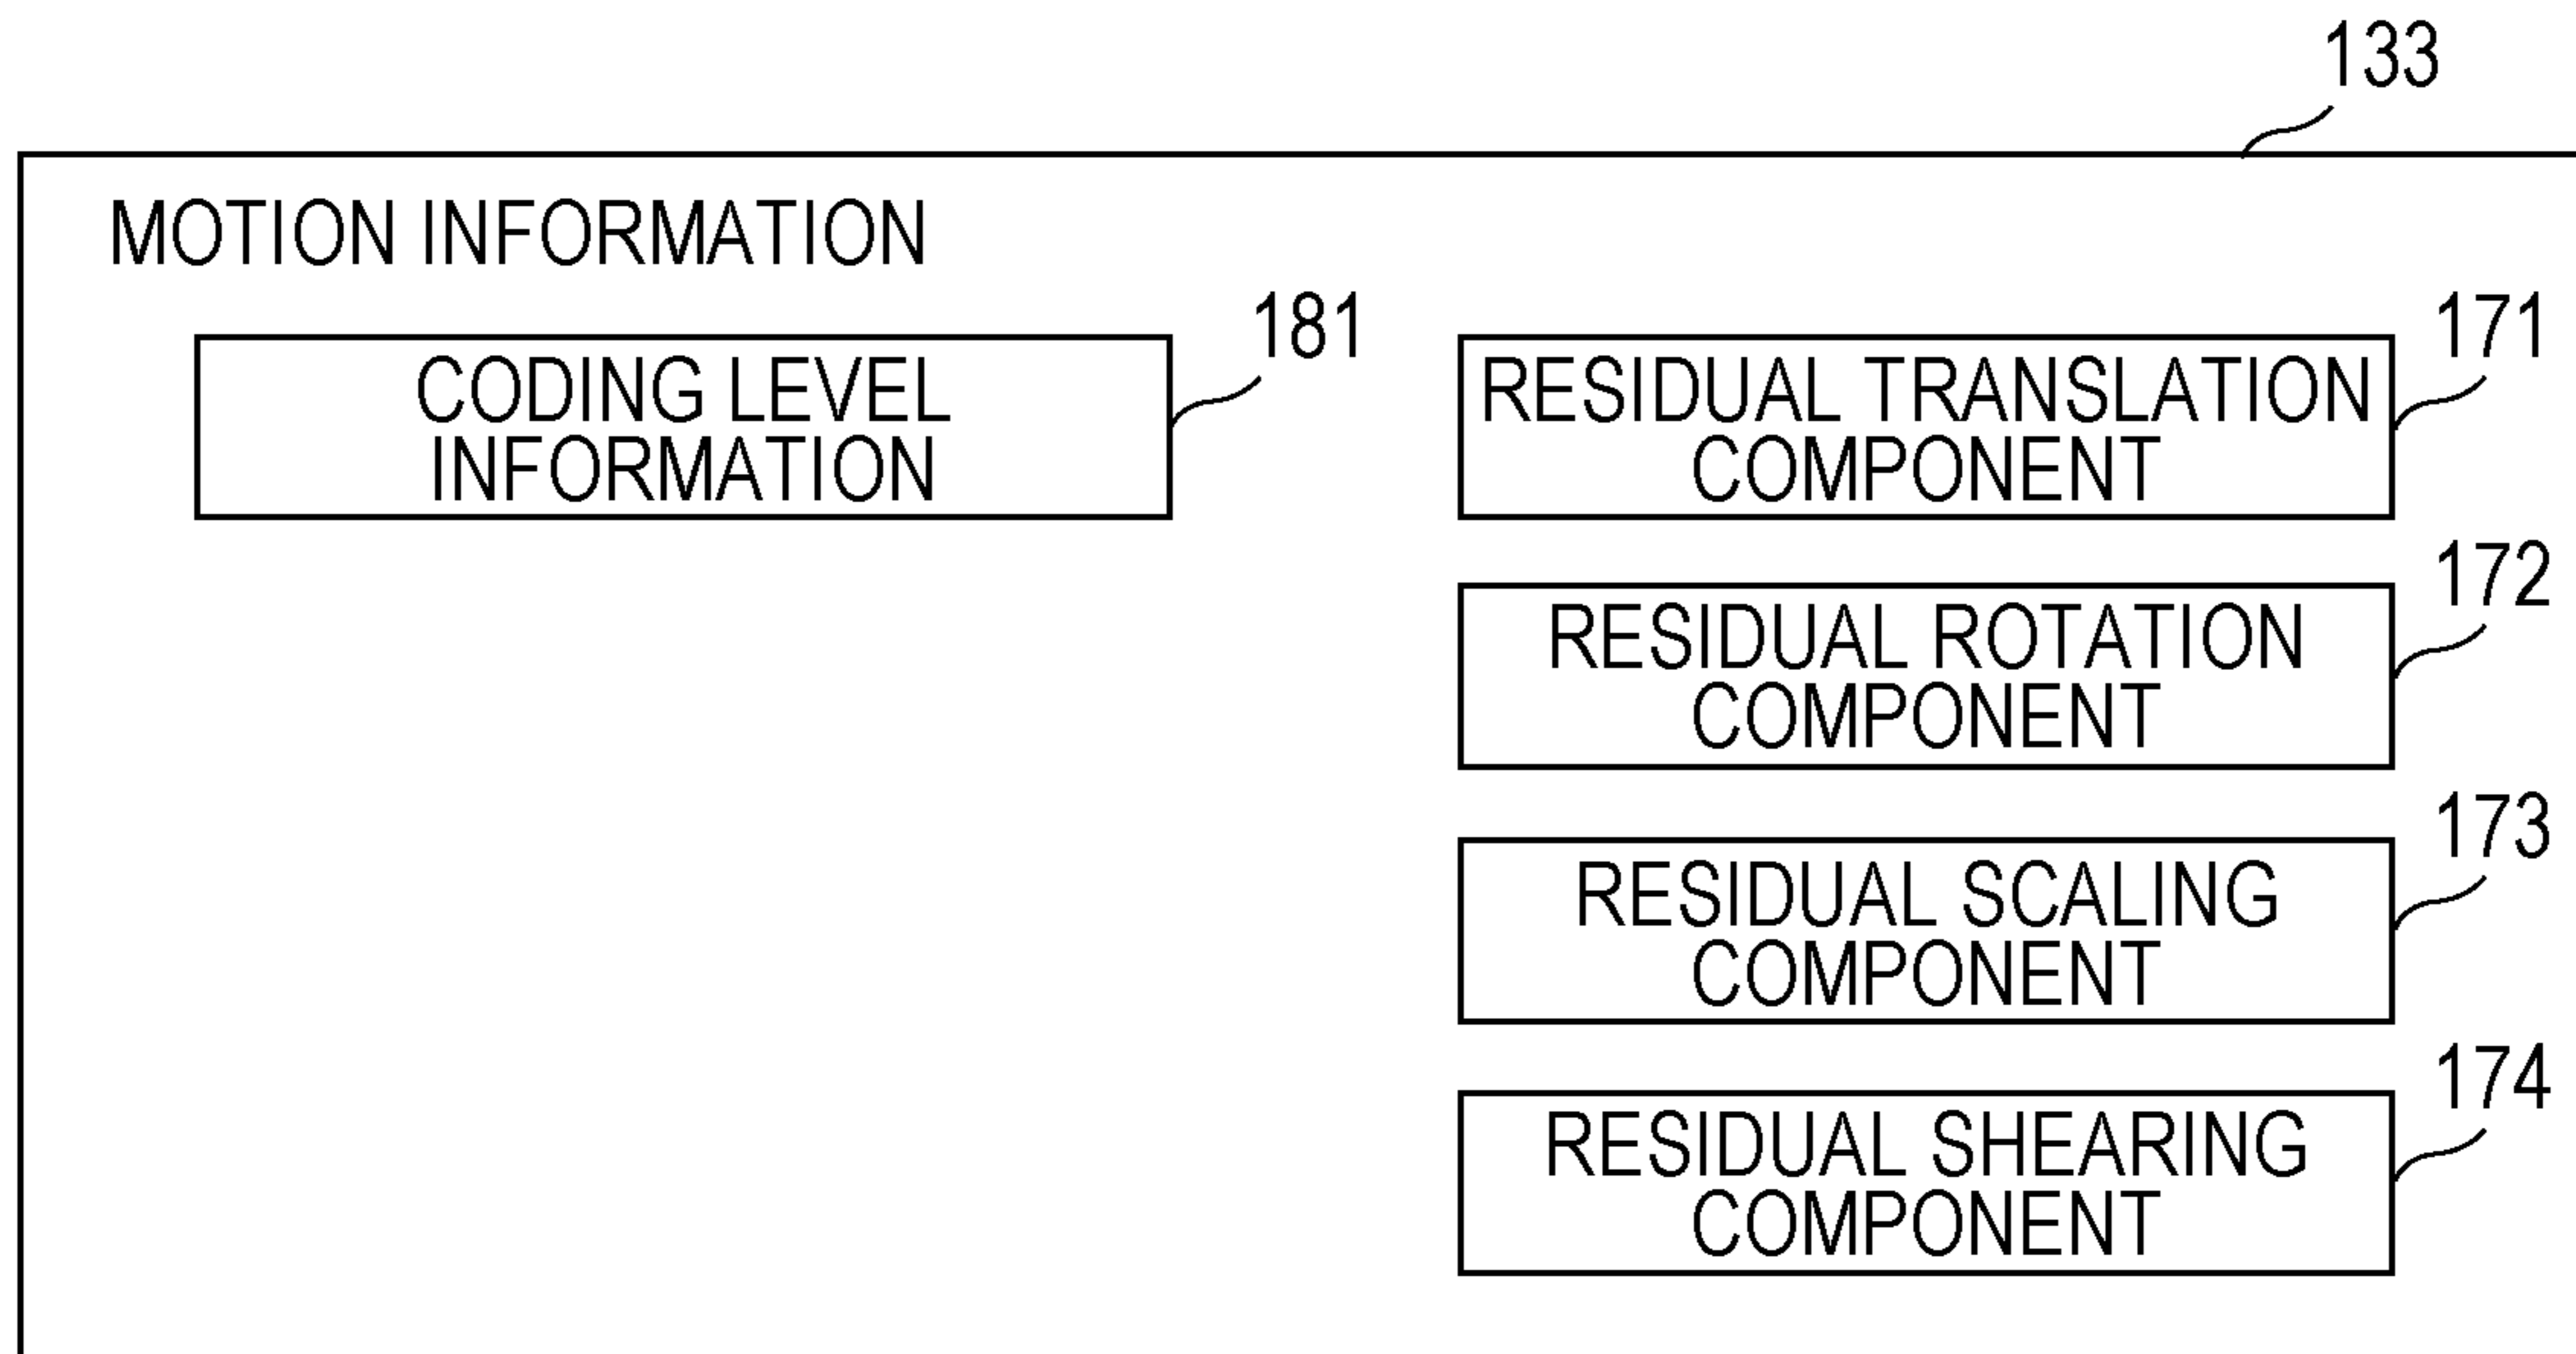 133
MOTION INFORMATION
181
CODING LEVEL
INFORMATION
171
RESIDUAL TRANSLATION
COMPONENT
172
RESIDUAL ROTATION
COMPONENT
173
RESIDUAL SCALING
COMPONENT
174
RESIDUAL SHEARING
COMPONENT